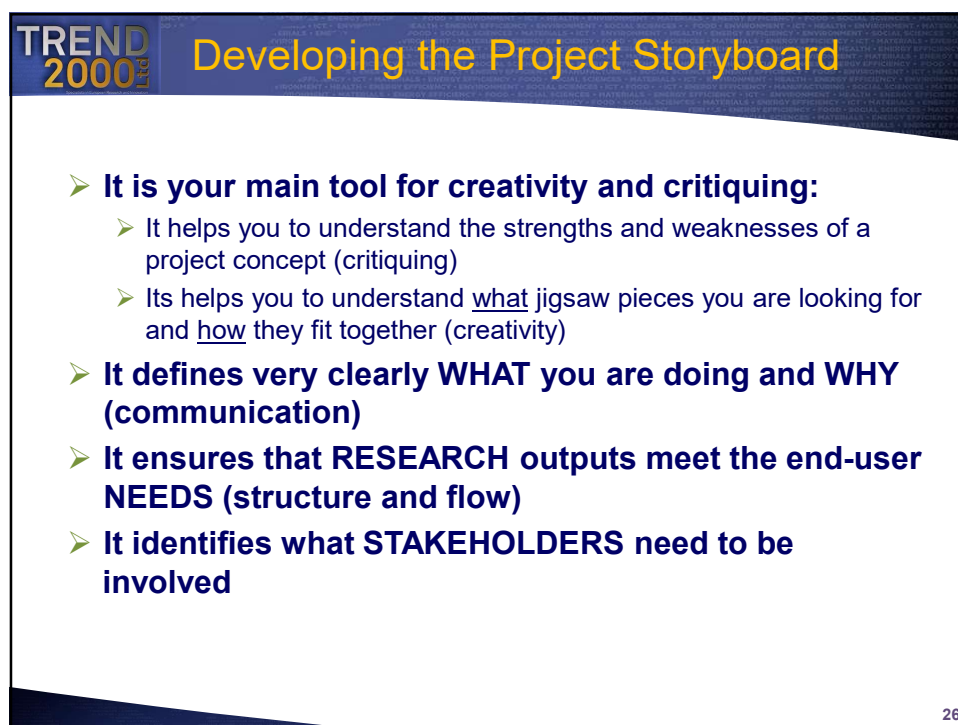 TREND
2000 Ltd
Developing the Project Storyboard
➢ It is your main tool for creativity and critiquing:
➢ It helps you to understand the strengths and weaknesses of a
project concept (critiquing)
➢ Its helps you to understand what jigsaw pieces you are looking for
and how they fit together (creativity)
➢ It defines very clearly WHAT you are doing and WHY
(communication)
➢ It ensures that RESEARCH outputs meet the end-user
NEEDS (structure and flow)
➢ It identifies what STAKEHOLDERS need to be
involved
26